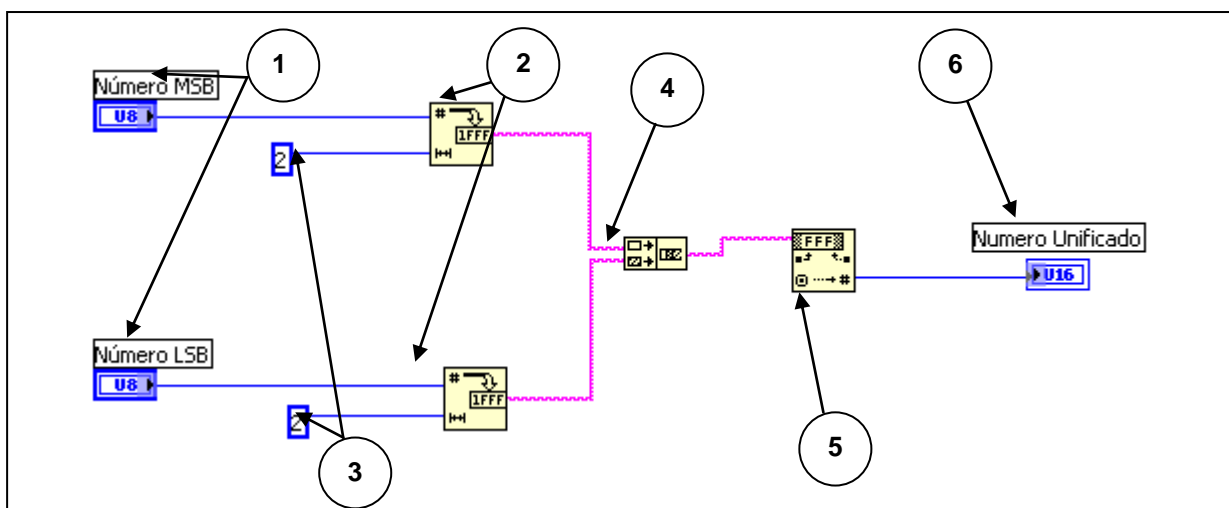 1
2
4
6
Número MSB
U8
#
1FFF
2
Numero Unificado
FFF
#
U16
Número LSB
U8
#
1FFF
2
3
5